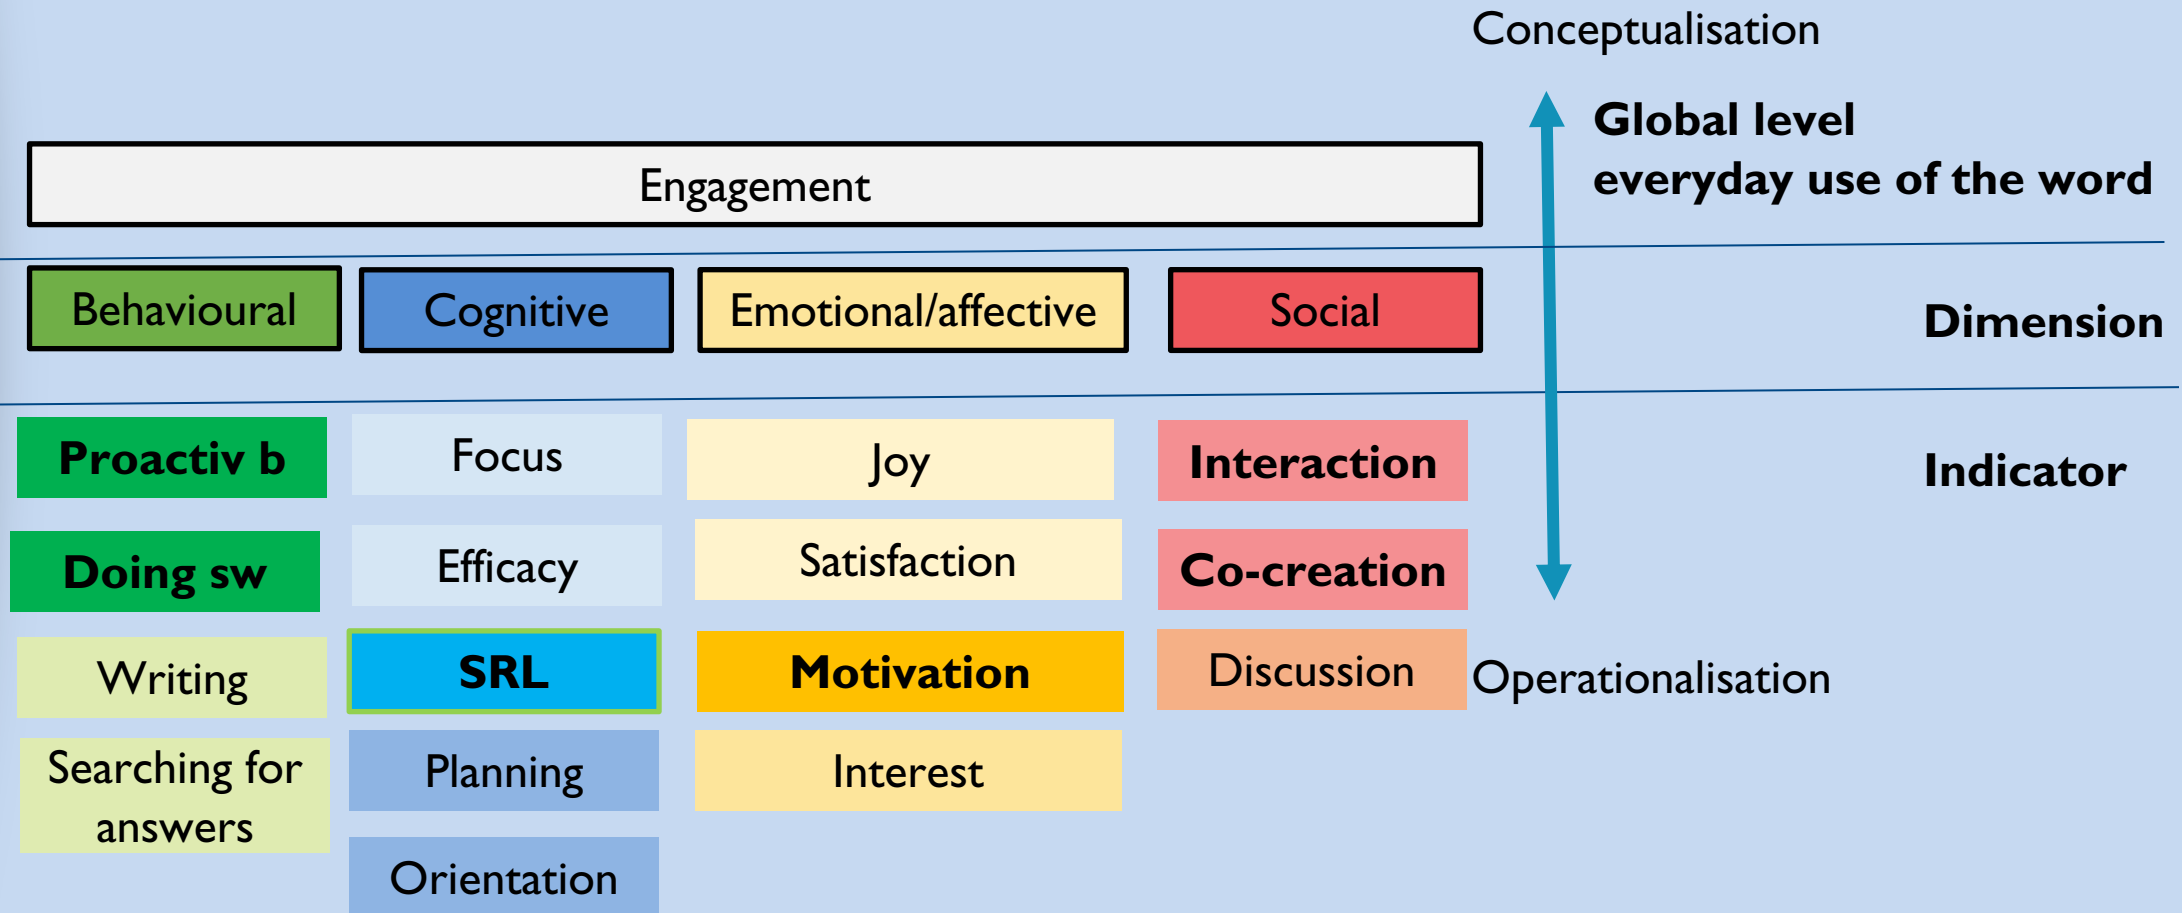 Conceptualisation
Global level
everyday use of the word
Engagement
Behavioural
Cognitive
Emotional/affective
Social
Dimension
Proactiv b
Focus
Joy
Interaction
Indicator
Doing sw
Efficacy
Satisfaction
Co-creation
Writing
SRL
Motivation
Discussion
Operationalisation
Searching for
answers
Planning
Interest
Orientation